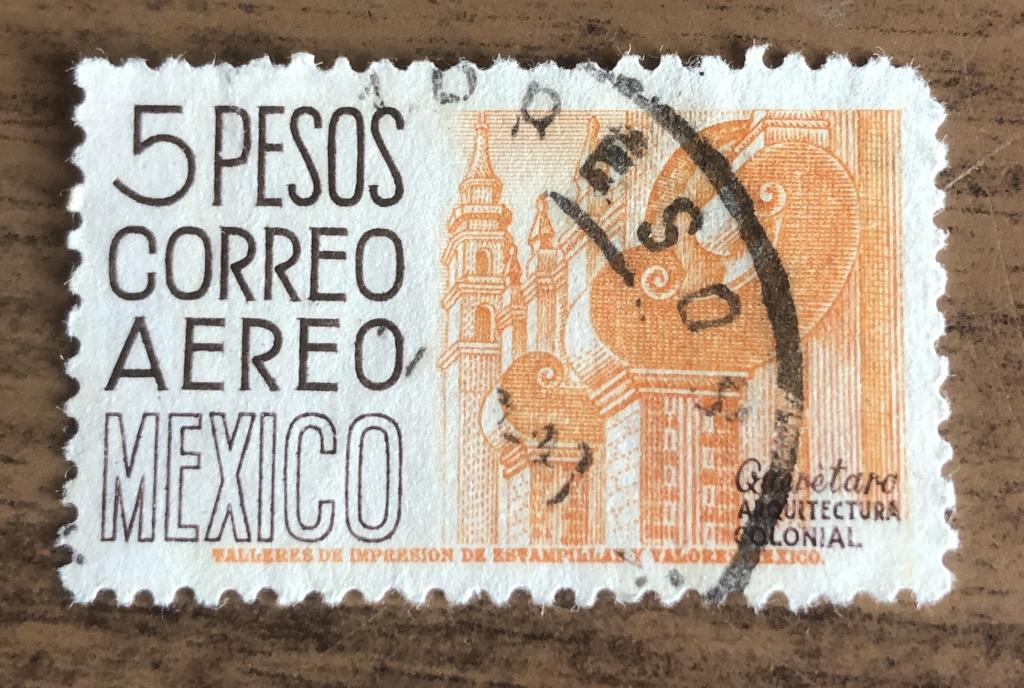 5 PESOS
CORREO
AEREO
MEXICO
Querétaro
ARQUITECTURA
COLONIAL
TALLERES DE IMPRESION DE ESTAMPILLAS Y VALORES-MEXICO.